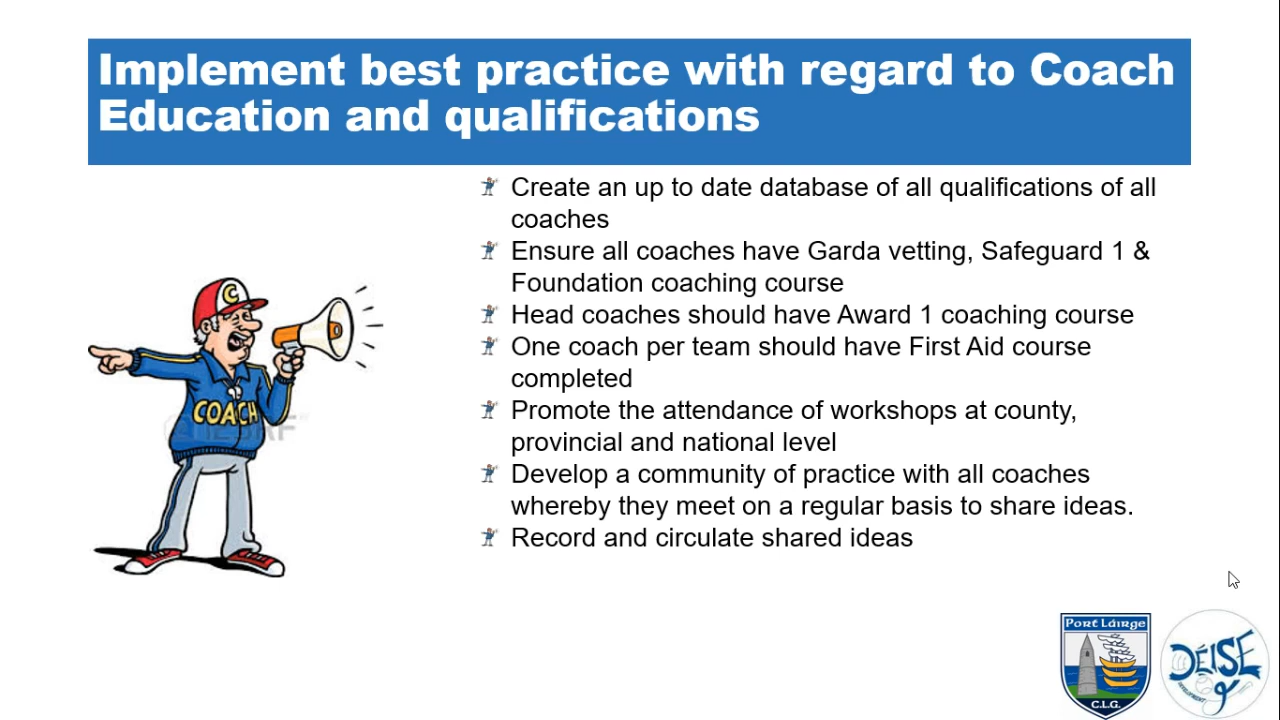 Implement best practice with regard to Coach
Education and qualifications
Create an up to date database of all qualifications of all
coaches
Ensure all coaches have Garda vetting, Safeguard 1 &
Foundation coaching course
Head coaches should have Award 1 coaching course
One coach per team should have First Aid course
completed
Promote the attendance of workshops at county,
provincial and national level
Develop a community of practice with all coaches
whereby they meet on a regular basis to share ideas.
Record and circulate shared ideas
C
COACH
Port Láirge
C.L.G.
DÉISE
DEVELOPMENT